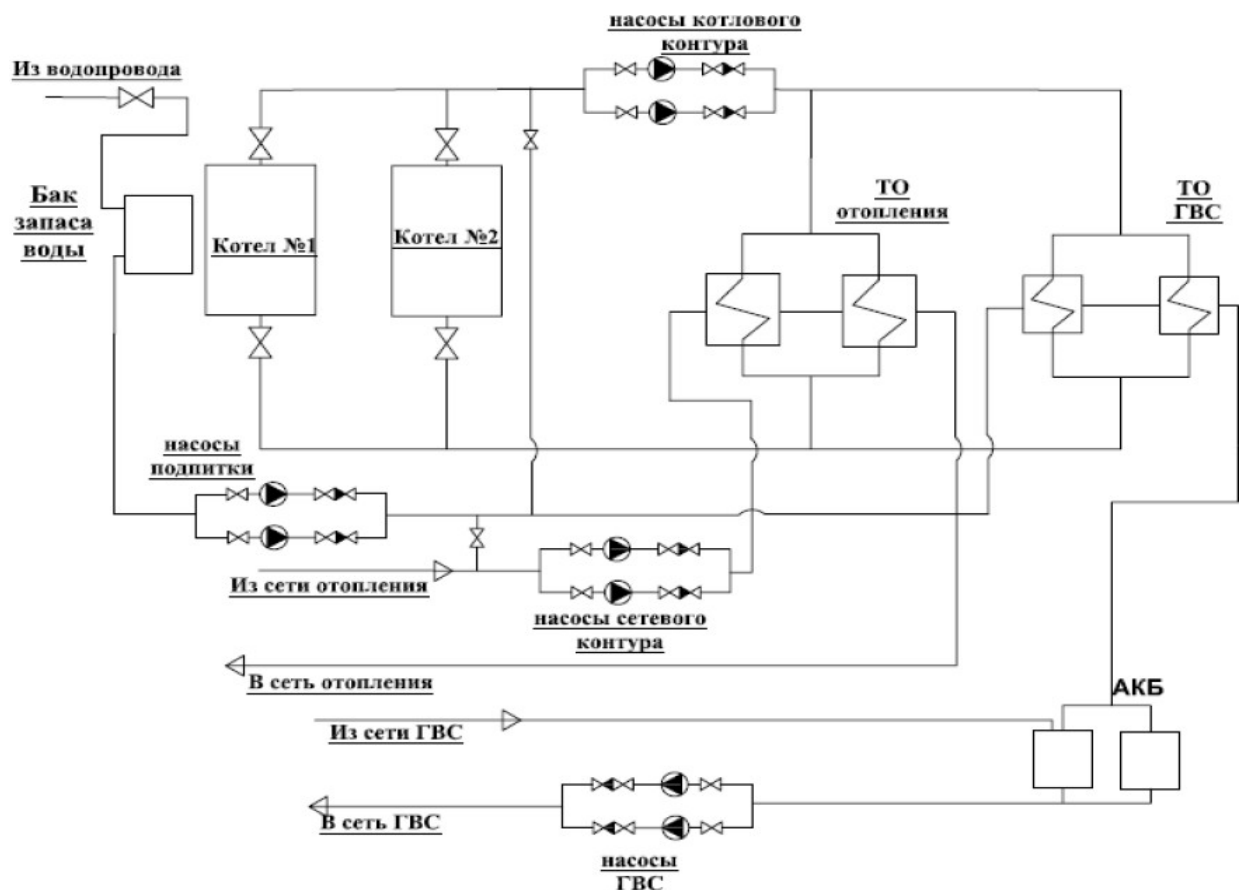 насосы котлового
контура
Из водопровода
Бак
запаса
воды
Котел №1
Котел №2
ТО
отопления
ТО
ГВС
насосы
подпитки
Из сети отопления
насосы сетевого
контура
В сеть отопления
АКБ
Из сети ГВС
В сеть ГВС
насосы
ГВС